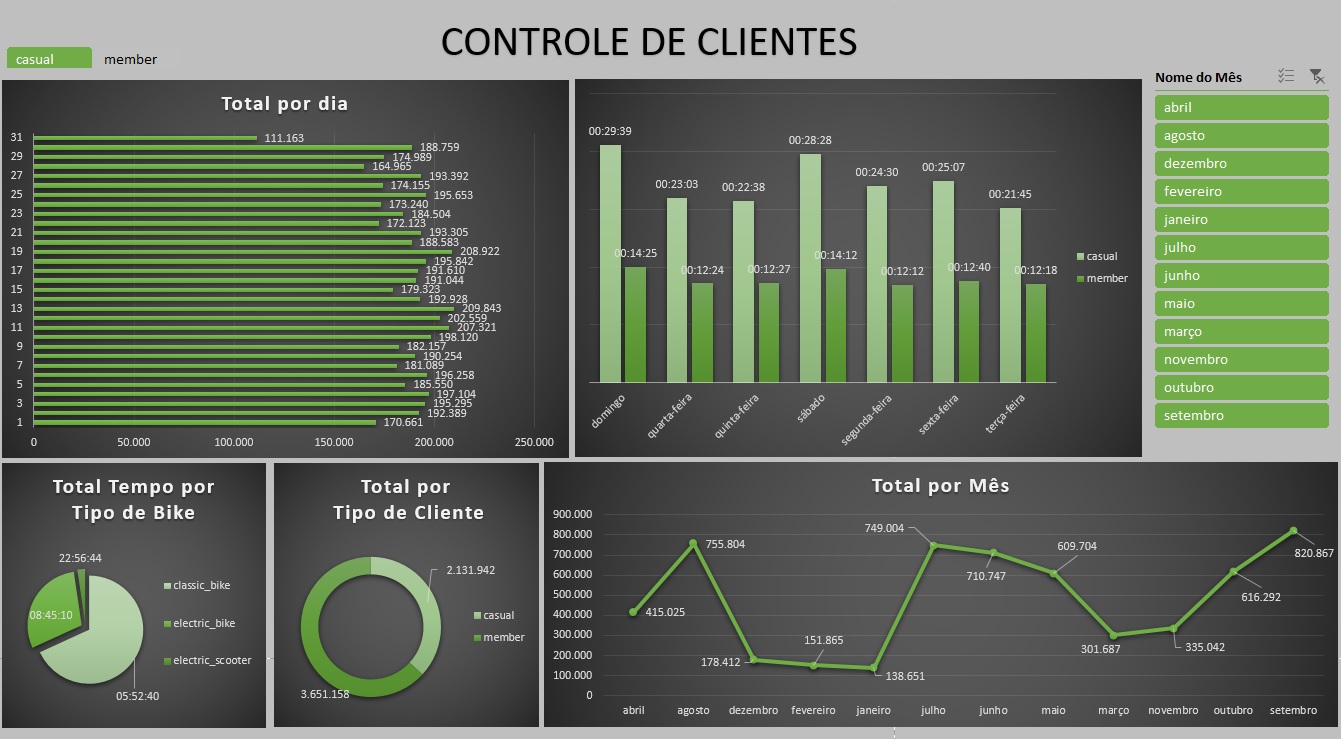 CONTROLE DE CLIENTES
casual
member
Total por dia
31
111.163
188.759
29
174.989
164.965
27
193.392
174.155
25
195.653
173.240
23
184.504
172.123
21
193.305
188.583
19
208.922
195.842
17
191.610
191.044
15
179.323
192.928
13
209.843
202.559
11
207.321
198.120
9
182.157
190.254
7
181.089
196.258
5
185.550
197.104
3
195.295
192.389
1
170.661
0 50.000 100.000 150.000 200.000 250.000
00:29:39
00:14:25
00:23:03
00:12:24
00:22:38
00:12:27
00:28:28
00:14:12
00:24:30
00:12:12
00:25:07
00:12:40
00:21:45
00:12:18
domingo
quarta-feira
quinta-feira
sábado
segunda-feira
sexta-feira
terça-feira
casual
member
Nome do Mês
abril
agosto
dezembro
fevereiro
janeiro
julho
junho
maio
março
novembro
outubro
setembro
Total Tempo por
Tipo de Bike
22:56:44
08:45:10
05:52:40
classic_bike
electric_bike
electric_scooter
Total por
Tipo de Cliente
2.131.942
3.651.158
casual
member
Total por Mês
900.000
800.000
700.000
600.000
500.000
400.000
300.000
200.000
100.000
0
415.025
755.804
178.412
151.865
138.651
749.004
710.747
609.704
301.687
335.042
616.292
820.867
abril agosto dezembro fevereiro janeiro julho junho maio março novembro outubro setembro